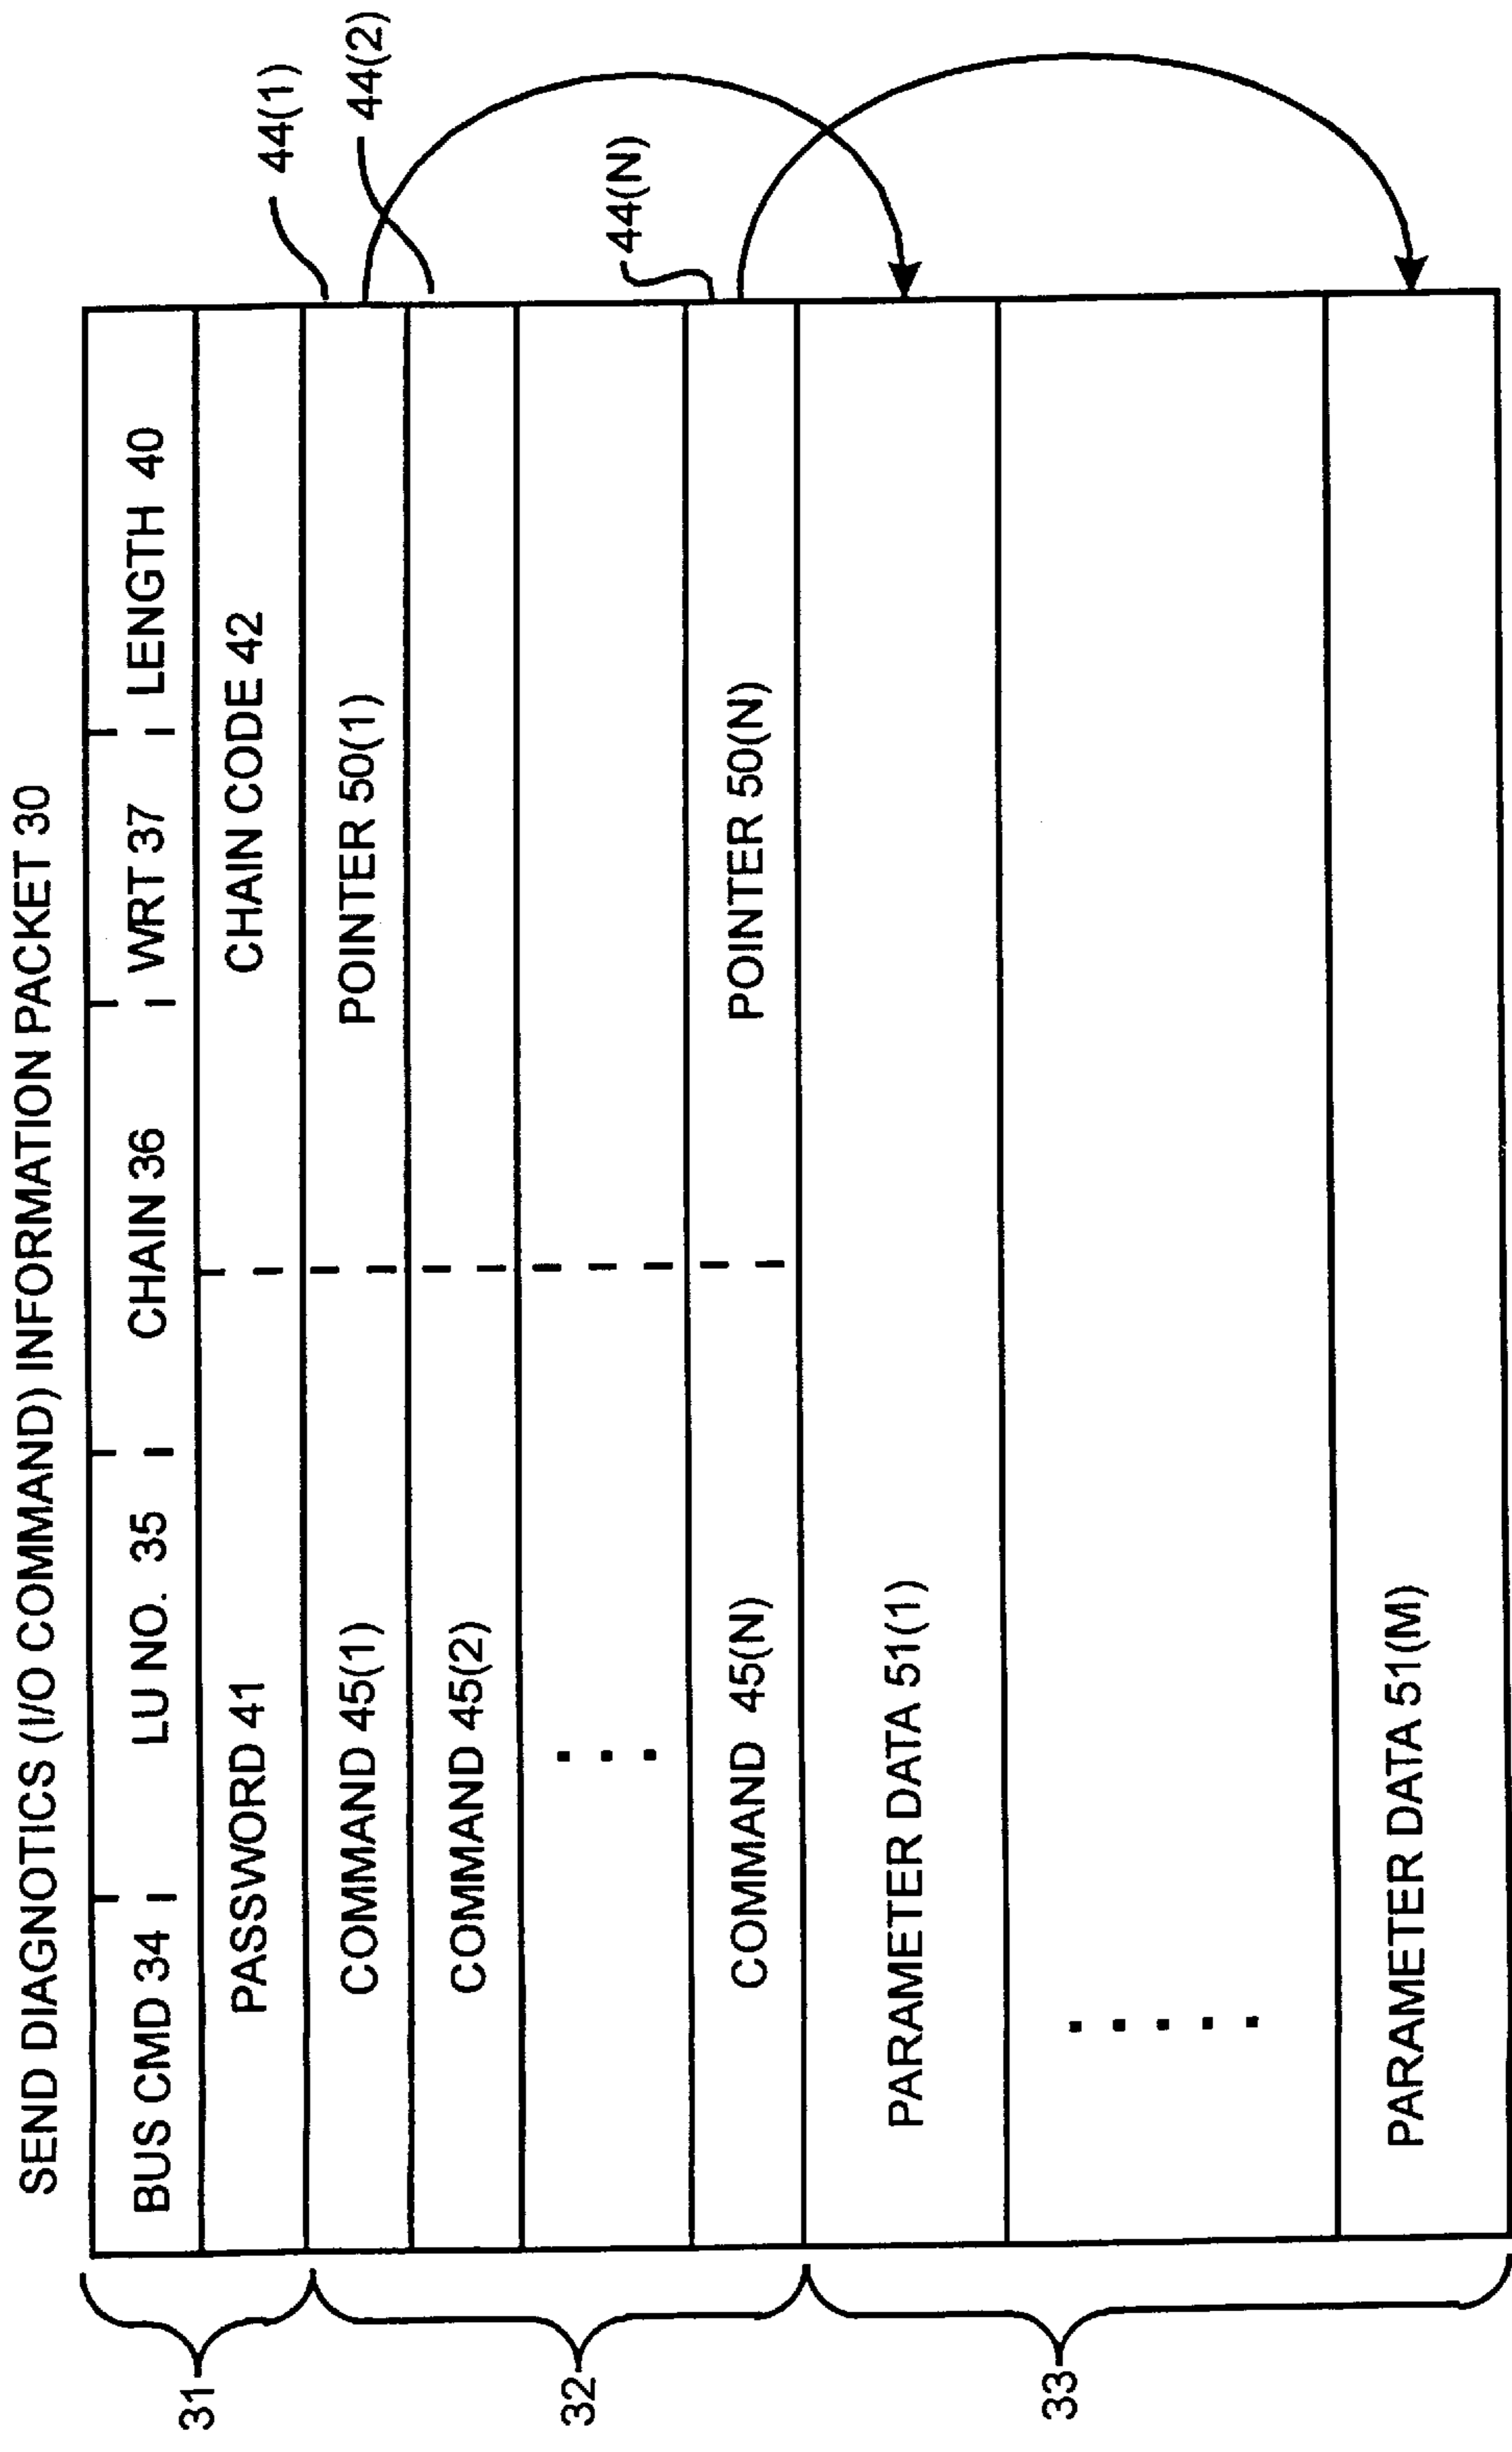 SEND DIAGNOTICS (I/O COMMAND) INFORMATION PACKET 30
BUS CMD 34 LU NO. 35 CHAIN 36 WRT 37 LENGTH 40
PASSWORD 41 CHAIN CODE 42
44(1)
COMMAND 45(1) POINTER 50(1)
44(2)
COMMAND 45(2)
. . .
44(N)
COMMAND 45(N) POINTER 50(N)
PARAMETER DATA 51(1)
. . . . .
PARAMETER DATA 51(M)
31
32
33